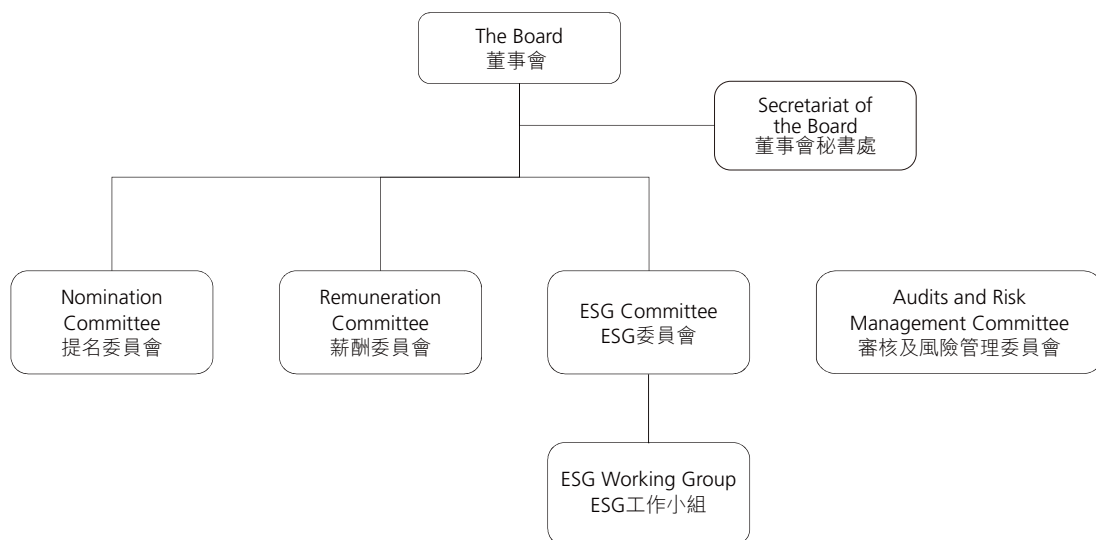 The Board
董事會
Secretariat of
the Board
董事會秘書處
Nomination
Committee
提名委員會
Remuneration
Committee
薪酬委員會
ESG Committee
ESG委員會
Audits and Risk
Management Committee
審核及風險管理委員會
ESG Working Group
ESG工作小組